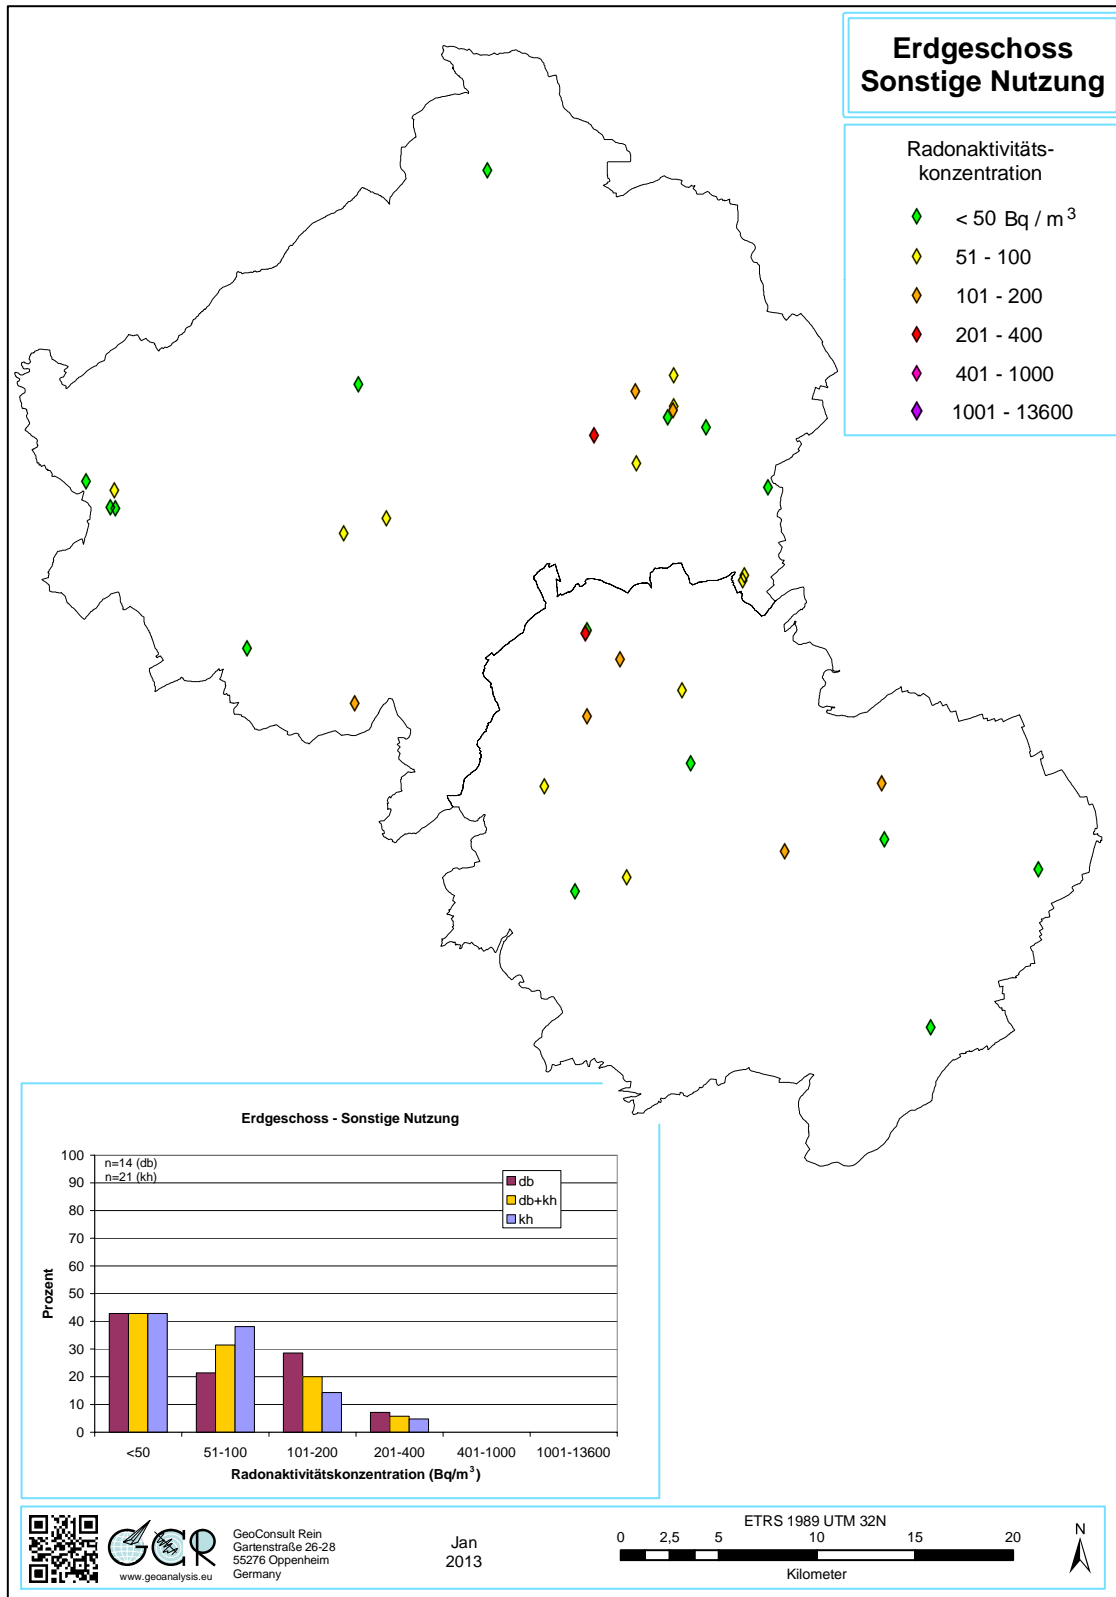 Erdgeschoss
Sonstige Nutzung
Radonaktivitäts-
konzentration
< 50 Bq / m³
51 - 100
101 - 200
201 - 400
401 - 1000
1001 - 13600
Erdgeschoss - Sonstige Nutzung
n=14 (db)
n=21 (kh)
db
db+kh
kh
100
90
80
70
60
50
40
30
20
10
0
Prozent
<50 51-100 101-200 201-400 401-1000 1001-13600
Radonaktivitätskonzentration (Bq/m³)
GCR
www.geoanalysis.eu
GeoConsult Rein
Gartenstraße 26-28
55276 Oppenheim
Germany
Jan
2013
ETRS 1989 UTM 32N
0 2,5 5 10 15 20
Kilometer
N